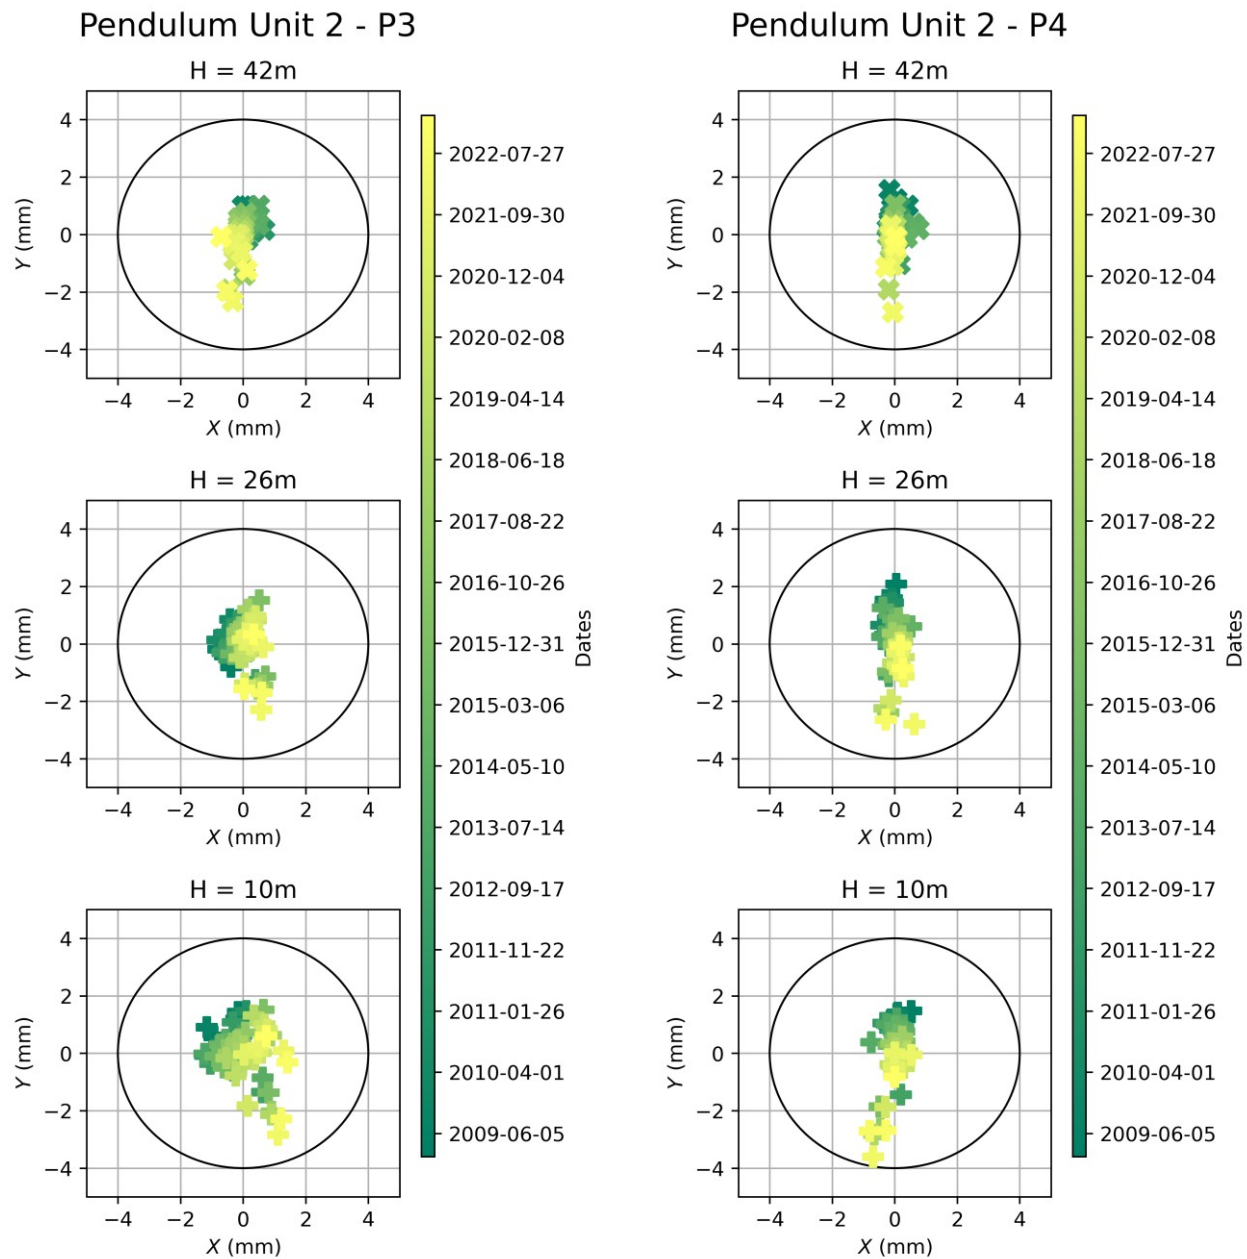 Pendulum Unit 2 - P3
H = 42m
4
2
0
−2
−4
Y (mm)
−4 −2 0 2 4
X (mm)
H = 26m
4
2
0
−2
−4
Y (mm)
−4 −2 0 2 4
X (mm)
H = 10m
4
2
0
−2
−4
Y (mm)
−4 −2 0 2 4
X (mm)
2022-07-27
2021-09-30
2020-12-04
2020-02-08
2019-04-14
2018-06-18
2017-08-22
2016-10-26
2015-12-31
2015-03-06
2014-05-10
2013-07-14
2012-09-17
2011-11-22
2011-01-26
2010-04-01
2009-06-05
Dates
Pendulum Unit 2 - P4
H = 42m
4
2
0
−2
−4
Y (mm)
−4 −2 0 2 4
X (mm)
H = 26m
4
2
0
−2
−4
Y (mm)
−4 −2 0 2 4
X (mm)
H = 10m
4
2
0
−2
−4
Y (mm)
−4 −2 0 2 4
X (mm)
2022-07-27
2021-09-30
2020-12-04
2020-02-08
2019-04-14
2018-06-18
2017-08-22
2016-10-26
2015-12-31
2015-03-06
2014-05-10
2013-07-14
2012-09-17
2011-11-22
2011-01-26
2010-04-01
2009-06-05
Dates